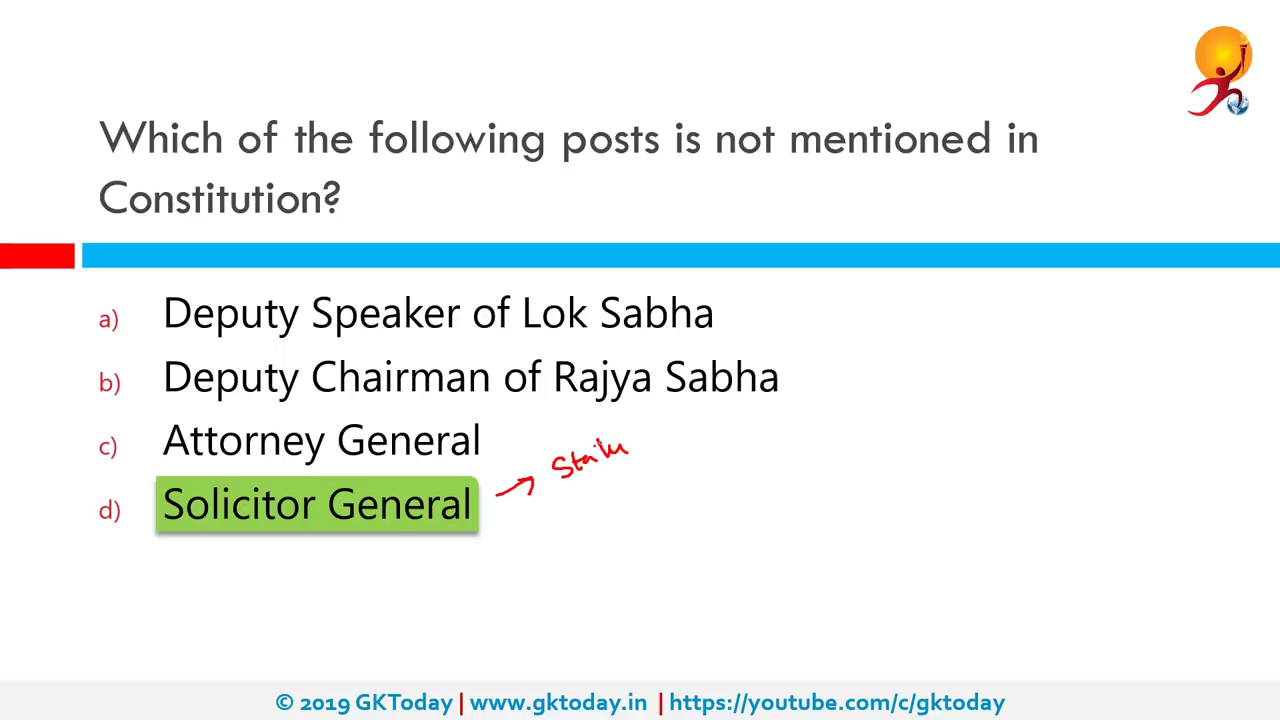 Which of the following posts is not mentioned in
Constitution?
a) Deputy Speaker of Lok Sabha
b) Deputy Chairman of Rajya Sabha
c) Attorney General
d) Solicitor General
© 2019 GKToday | www.gktoday.in | https://youtube.com/c/gktoday